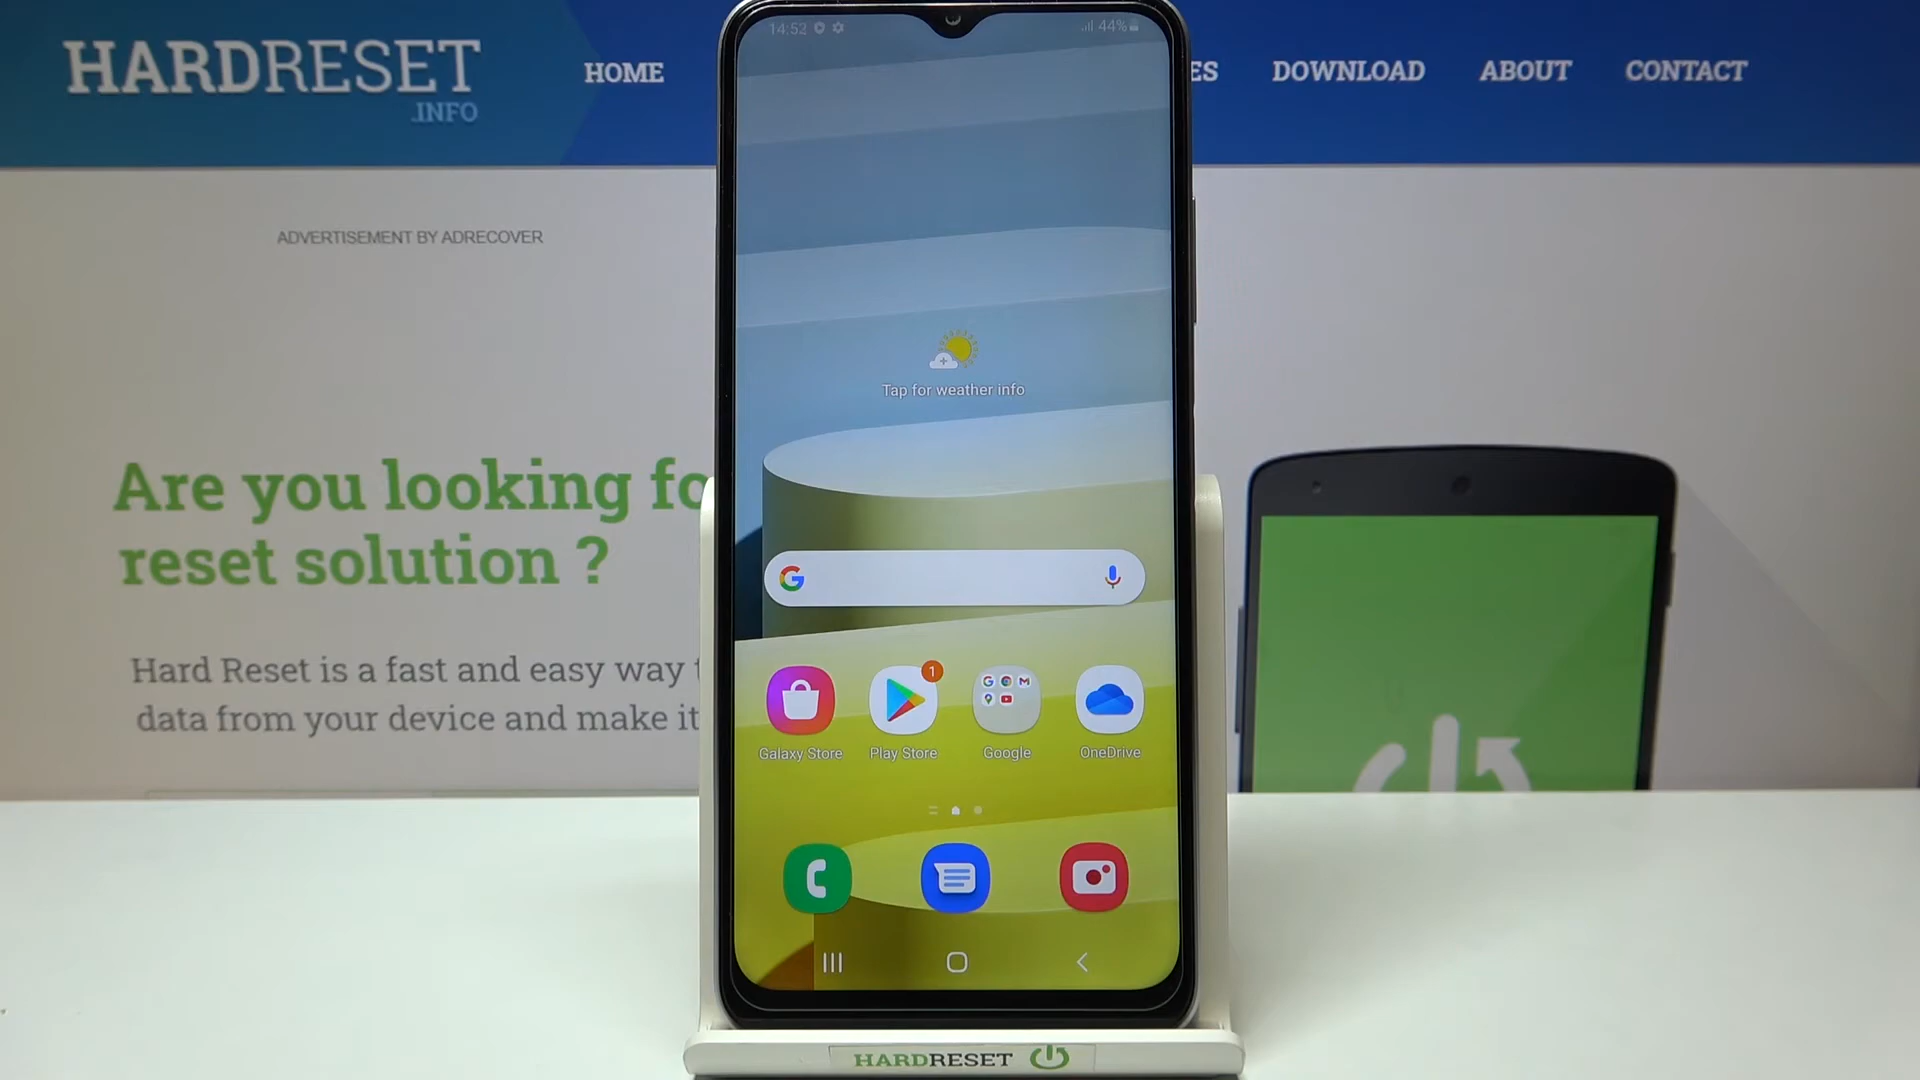 HARDRESET
.INFO
HOME
ES
DOWNLOAD
ABOUT
CONTACT
ADVERTISEMENT BY ADRECOVER
Are you looking fo
reset solution ?
Hard Reset is a fast and easy way
data from your device and make it
14:52
44%
Tap for weather info
1
Galaxy Store
Play Store
Google
OneDrive
HARDRESET